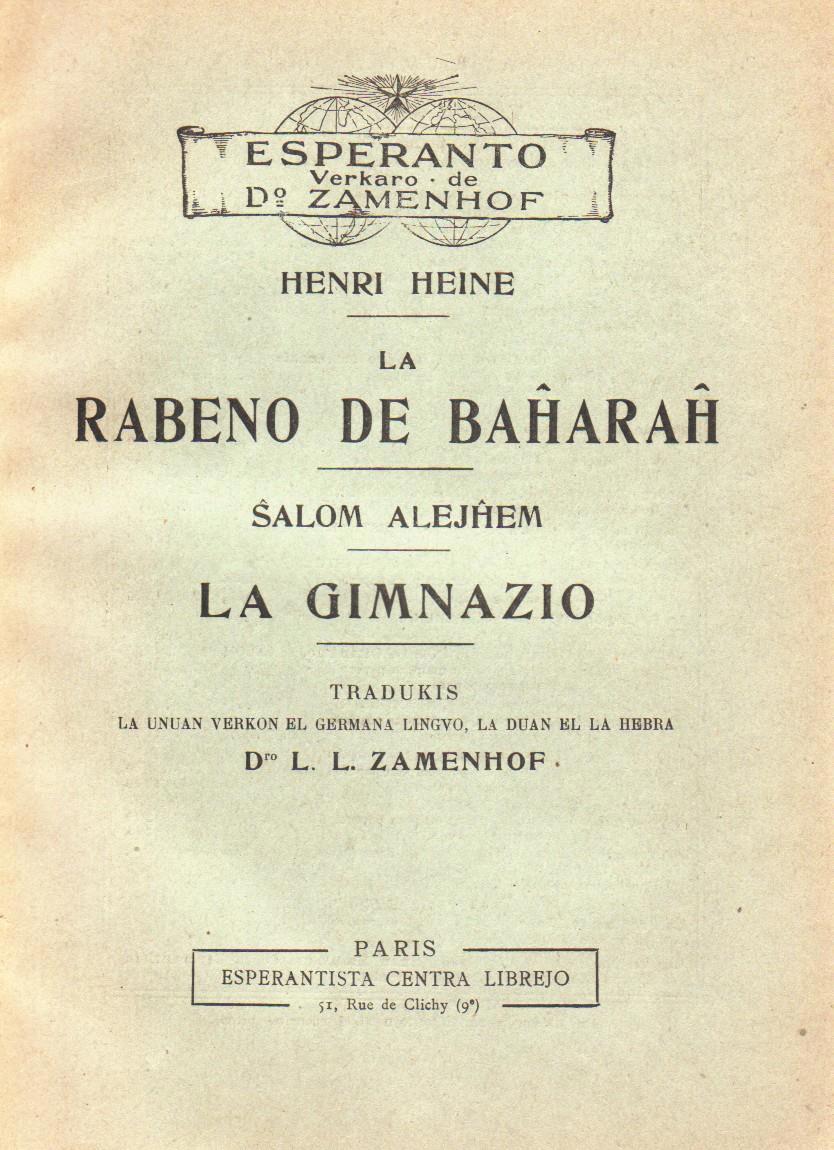 ESPERANTO
Verkaro · de
Dº ZAMENHOF
HENRI HEINE
LA
RABENO DE BAĤARAĤ
ŜALOM ALEJĤEM
LA GIMNAZIO
TRADUKIS
LA UNUAN VERKON EL GERMANA LINGVO, LA DUAN EL LA HEBRA
Dro L. L. ZAMENHOF.
PARIS
ESPERANTISTA CENTRA LIBREJO
51, Rue de Clichy (9e)